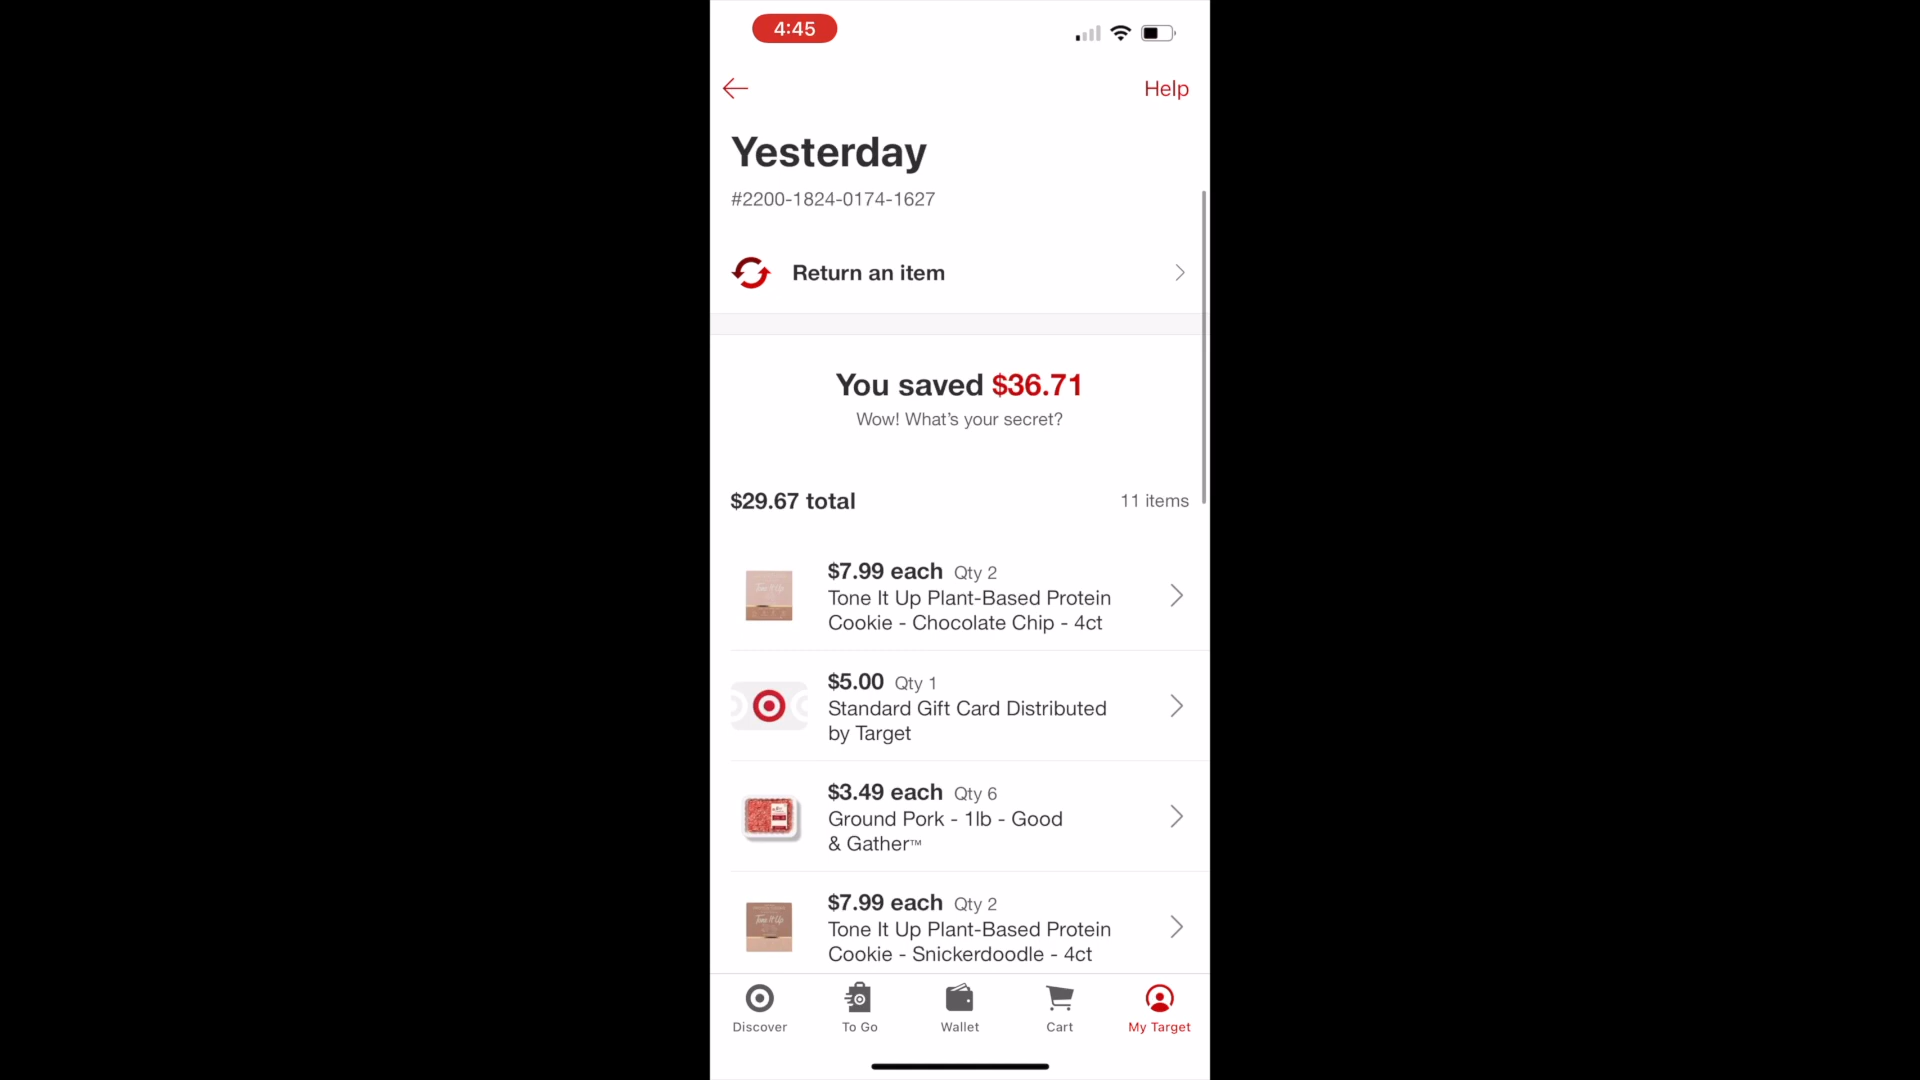 4:45
Help
Yesterday
#2200-1824-0174-1627
Return an item
You saved $36.71
Wow! What's your secret?
$29.67 total
11 items
$7.99 each Qty 2
Tone It Up Plant-Based Protein
Cookie - Chocolate Chip - 4ct
$5.00 Qty 1
Standard Gift Card Distributed
by Target
$3.49 each Qty 6
Ground Pork - 1lb - Good
& Gather™
Tone It Up
$7.99 each Qty 2
Tone It Up Plant-Based Protein
Cookie - Snickerdoodle - 4ct
Discover
To Go
Wallet
Cart
My Target